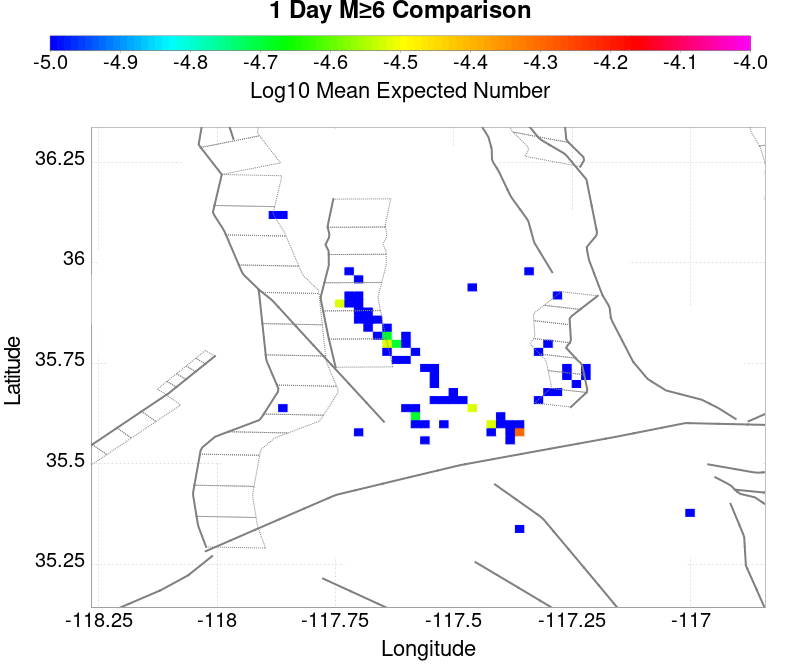 1 Day M≥6 Comparison
-5.0 -4.9 -4.8 -4.7 -4.6 -4.5 -4.4 -4.3 -4.2 -4.1 -4.0
Log10 Mean Expected Number
36.25
36
35.75
35.5
35.25
Latitude
-118.25 -118 -117.75 -117.5 -117.25 -117
Longitude